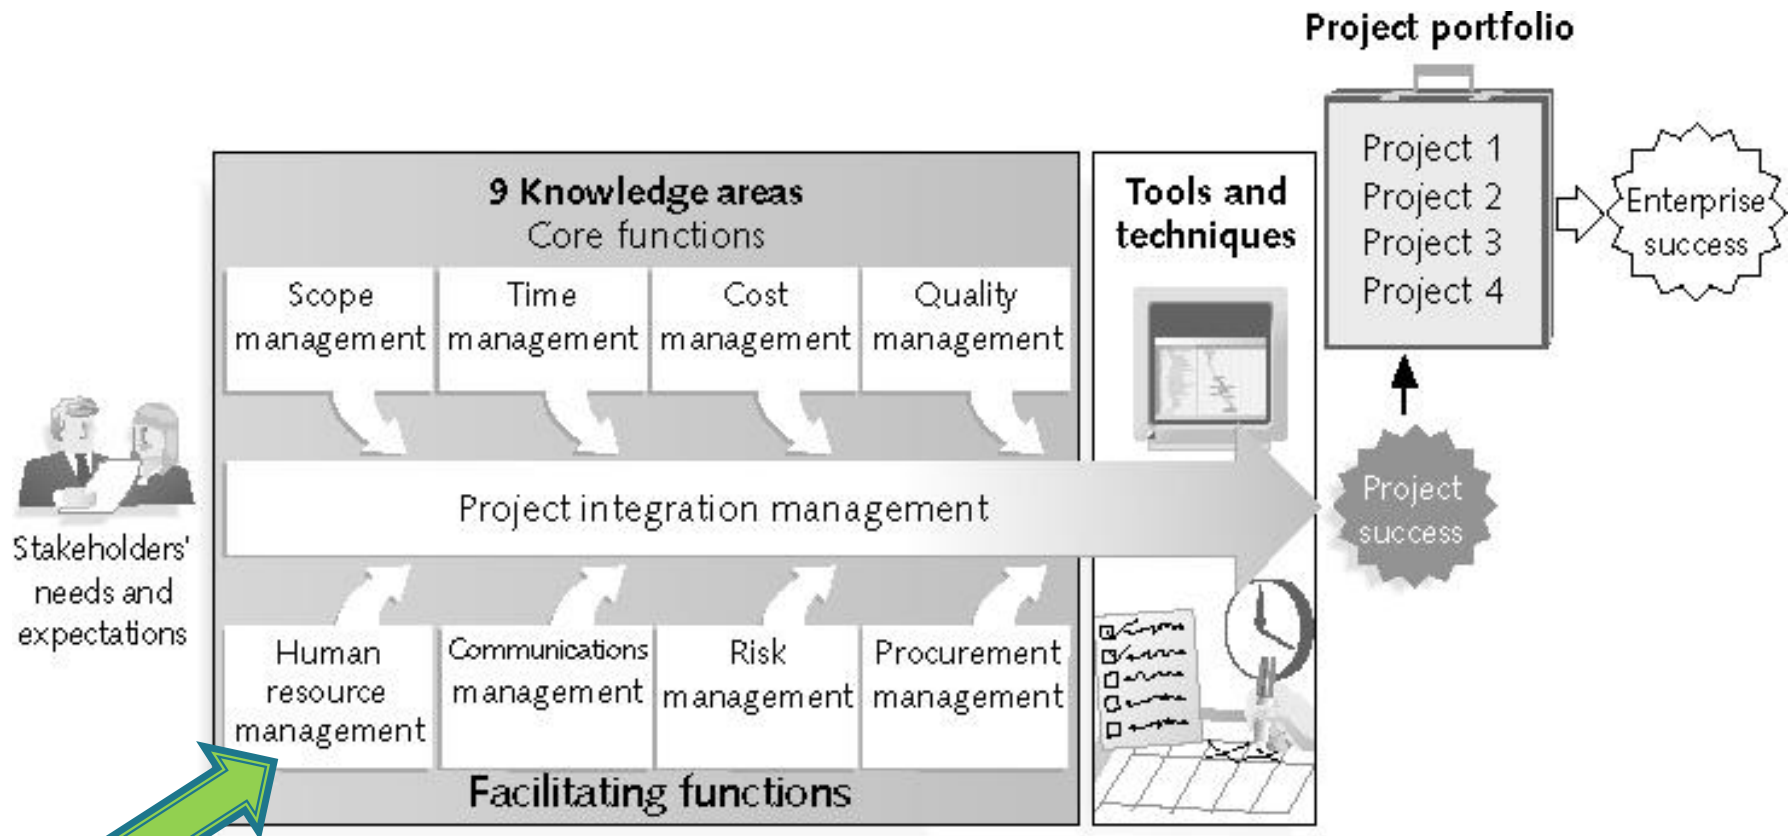 Project portfolio
Project 1
Project 2
Project 3
Project 4
Enterprise
success
9 Knowledge areas
Core functions
Scope
management
Time
management
Cost
management
Quality
management
Tools and
techniques
Project integration management
Project
success
Stakeholders'
needs and
expectations
Human
resource
management
Communications
management
Risk
management
Procurement
management
Facilitating functions